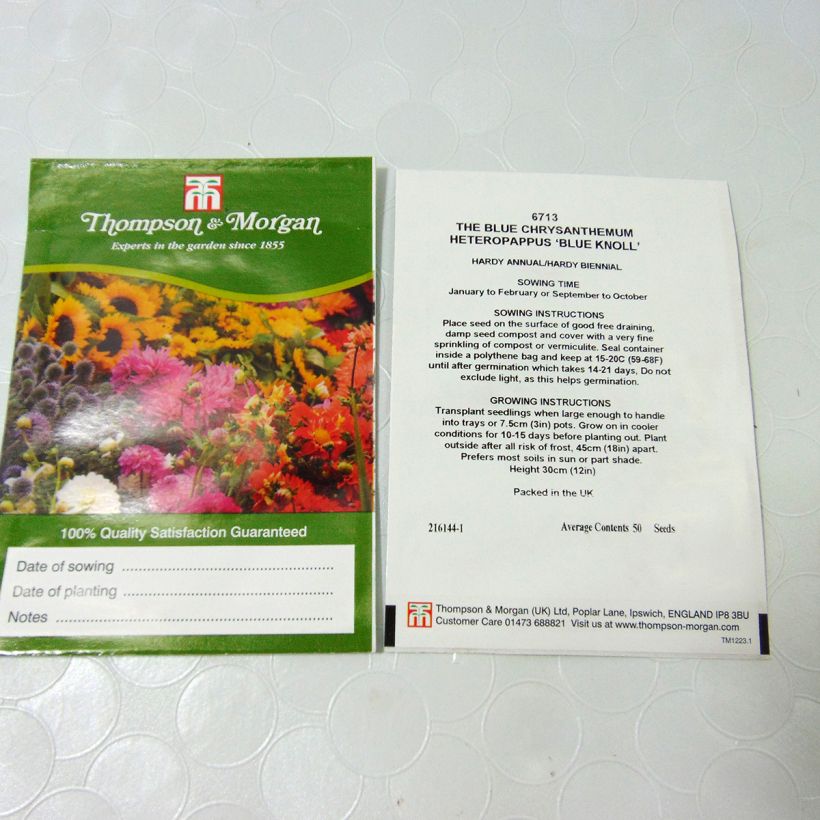 Thompson & Morgan
Experts in the garden since 1855
100% Quality Satisfaction Guaranteed
Date of sowing ......................................................
Date of planting ......................................................
Notes ......................................................................
6713
THE BLUE CHRYSANTHEMUM
HETEROPAPPUS 'BLUE KNOLL'
HARDY ANNUAL/HARDY BIENNIAL
SOWING TIME
January to February or September to October
SOWING INSTRUCTIONS
Place seed on the surface of good free draining,
damp seed compost and cover with a very fine
sprinkling of compost or vermiculite. Seal container
inside a polythene bag and keep at 15-20C (59-68F)
until after germination which takes 14-21 days, Do not
exclude light, as this helps germination.
GROWING INSTRUCTIONS
Transplant seedlings when large enough to handle
into trays or 7.5cm (3in) pots. Grow on in cooler
conditions for 10-15 days before planting out. Plant
outside after all risk of frost, 45cm (18in) apart.
Prefers most soils in sun or part shade.
Height 30cm (12in)
Packed in the UK
216144-1 Average Contents 50 Seeds
Thompson & Morgan (UK) Ltd, Poplar Lane, Ipswich, ENGLAND IP8 3BU
Customer Care 01473 688821 Visit us at www.thompson-morgan.com
TM1223.1